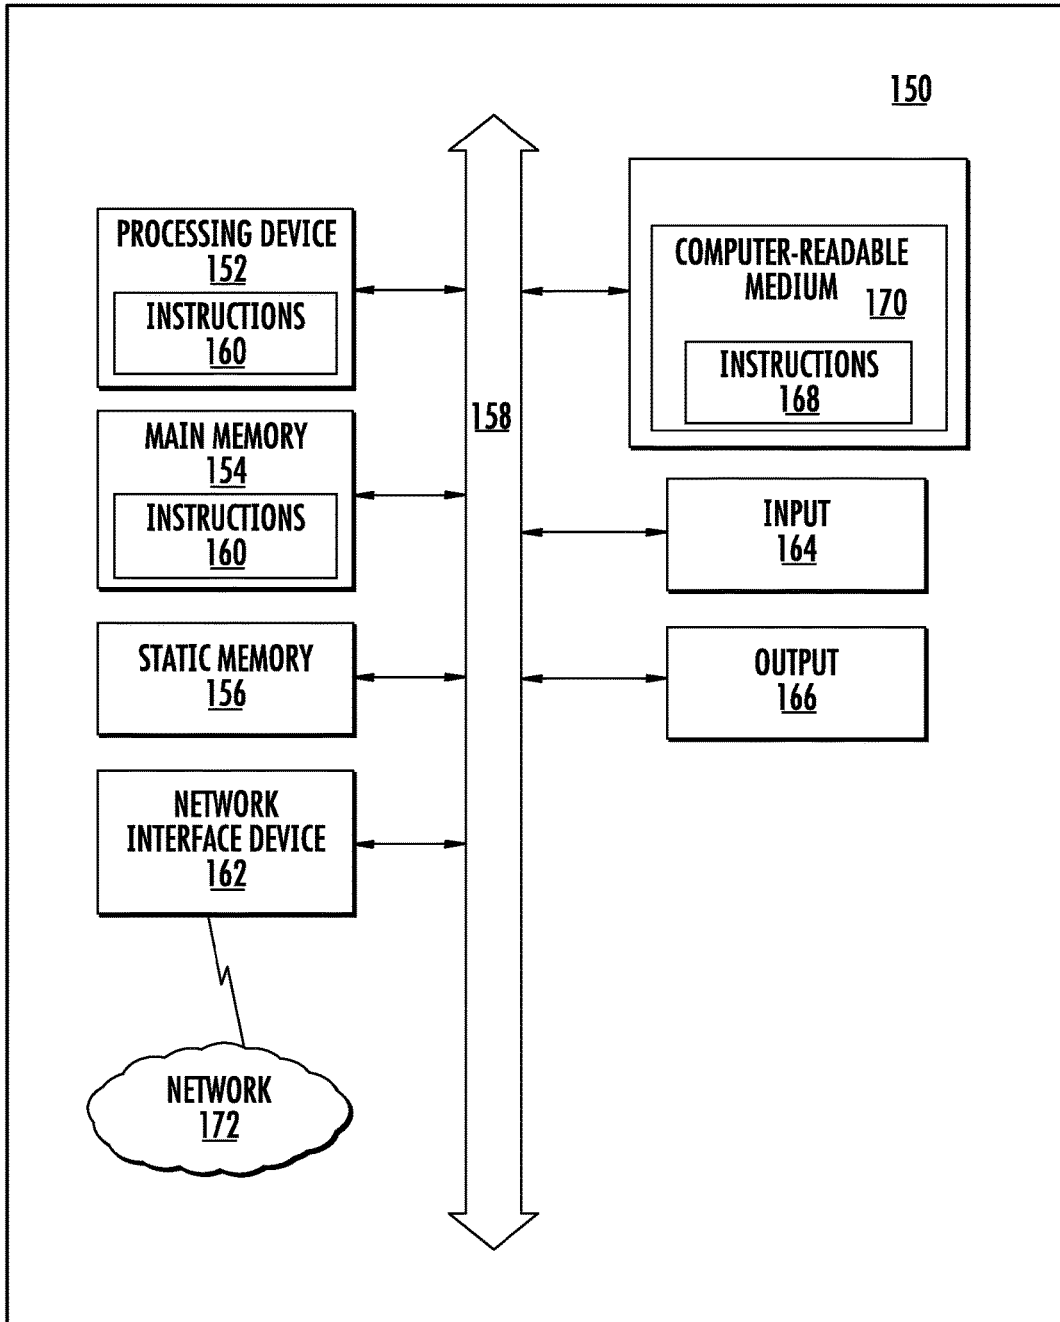 150
PROCESSING DEVICE
152
INSTRUCTIONS
160
MAIN MEMORY
154
INSTRUCTIONS
160
STATIC MEMORY
156
NETWORK
INTERFACE DEVICE
162
NETWORK
172
158
COMPUTER-READABLE
MEDIUM
170
INSTRUCTIONS
168
INPUT
164
OUTPUT
166